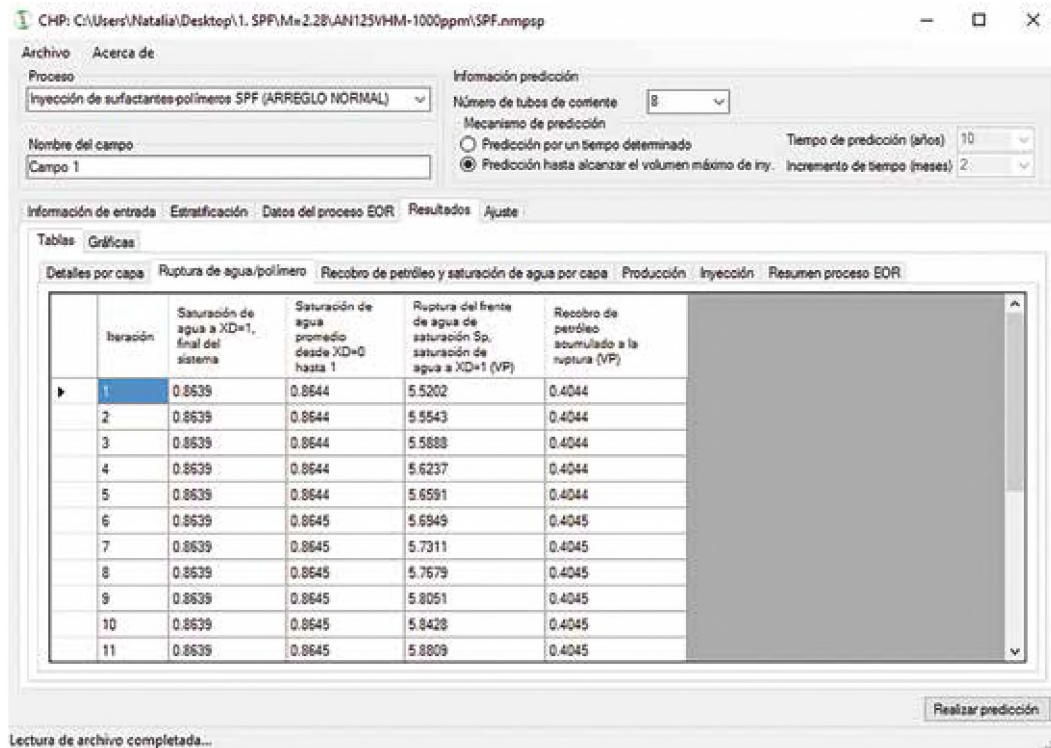 CHP: C:\Users\Natalia\Desktop\1. SPF\M=2.28\AN125VHM-1000ppm\SPF.nmpsp
Archivo Acerca de
Proceso
Inyección de surfactantes-polímeros SPF (ARREGLO NORMAL)
Nombre del campo
Campo 1
Información predicción
Número de tubos de corriente 8
Mecanismo de predicción
Predicción por un tiempo determinado
Predicción hasta alcanzar el volumen máximo de iny.
Tiempo de predicción (años) 10
Incremento de tiempo (meses) 2
Información de entrada Estratificación Datos del proceso EOR Resultados Ajuste
Tablas Gráficas
Detalles por capa Ruptura de agua/polímero Recobro de petróleo y saturación de agua por capa Producción Inyección Resumen proceso EOR
Iteración
Saturación de
agua a XD=1,
final del
sistema
Saturación de
agua
promedio
desde XD=0
hasta 1
Ruptura del frente
de agua de
saturación Sp,
saturación de
agua a XD=1 (VP)
Recobro de
petróleo
acumulado a la
ruptura (VP)
1 0.8639 0.8644 5.5202 0.4044
2 0.8639 0.8644 5.5543 0.4044
3 0.8639 0.8644 5.5888 0.4044
4 0.8639 0.8644 5.6237 0.4044
5 0.8639 0.8644 5.6591 0.4044
6 0.8639 0.8645 5.6949 0.4045
7 0.8639 0.8645 5.7311 0.4045
8 0.8639 0.8645 5.7679 0.4045
9 0.8639 0.8645 5.8051 0.4045
10 0.8639 0.8645 5.8428 0.4045
11 0.8639 0.8645 5.8809 0.4045
Realizar predicción
Lectura de archivo completada...